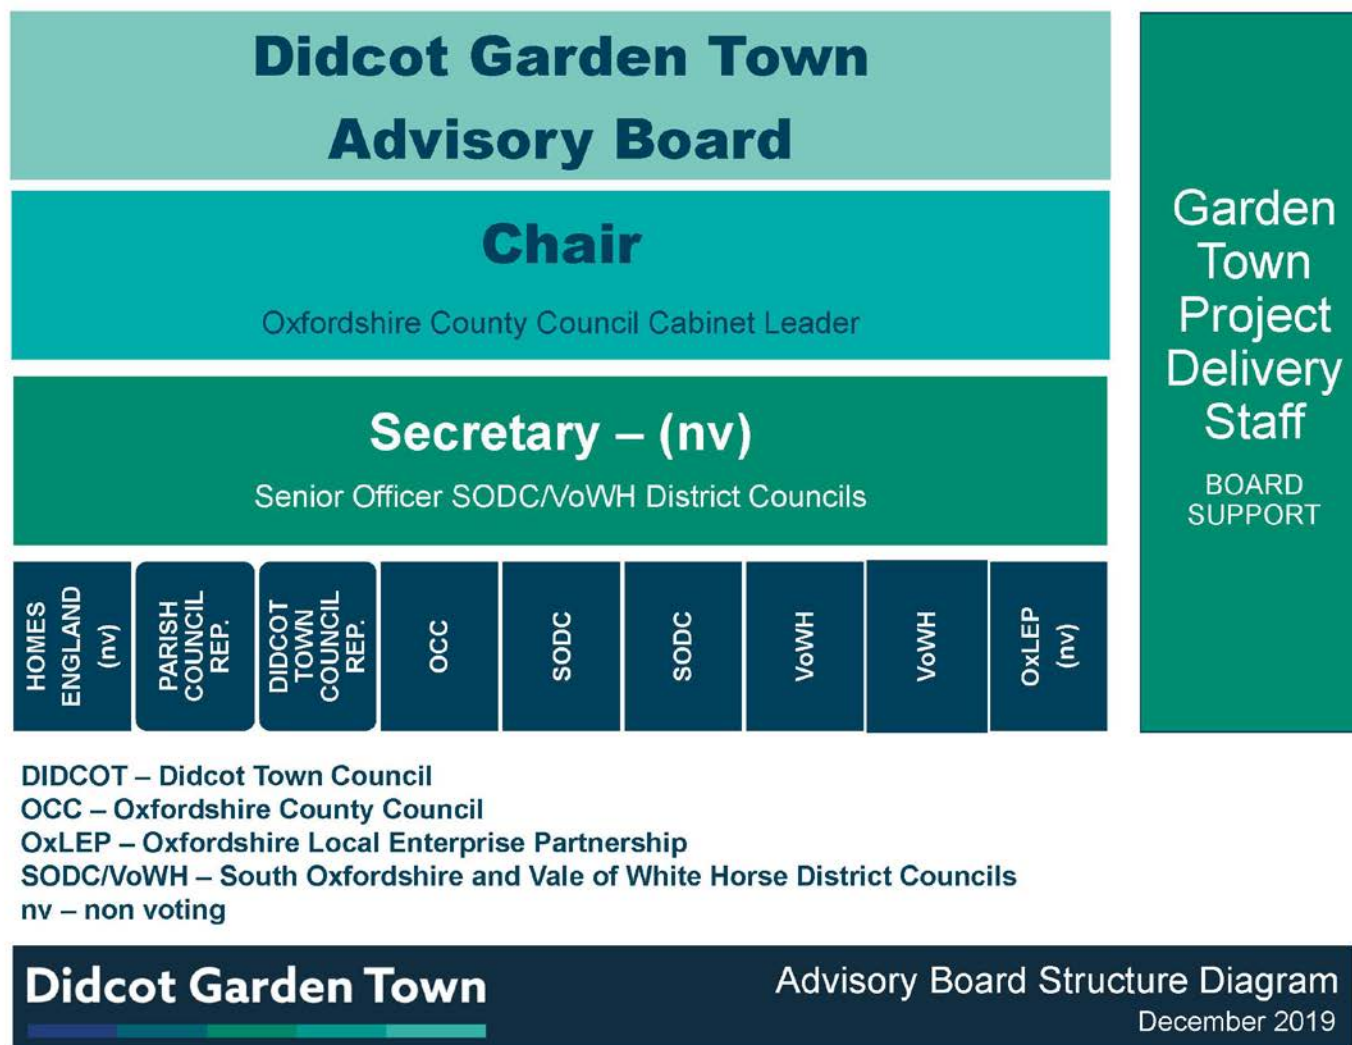 Didcot Garden Town
Advisory Board
Chair
Oxfordshire County Council Cabinet Leader
Secretary – (nv)
Senior Officer SODC/VoWH District Councils
HOMES
ENGLAND
(nv)
PARISH
COUNCIL
REP.
DIDCOT
TOWN
COUNCIL
REP.
OCC
SODC
SODC
VoWH
VoWH
OxLEP
(nv)
Garden
Town
Project
Delivery
Staff
BOARD
SUPPORT
DIDCOT – Didcot Town Council
OCC – Oxfordshire County Council
OxLEP – Oxfordshire Local Enterprise Partnership
SODC/VoWH – South Oxfordshire and Vale of White Horse District Councils
nv – non voting
Didcot Garden Town
Advisory Board Structure Diagram
December 2019